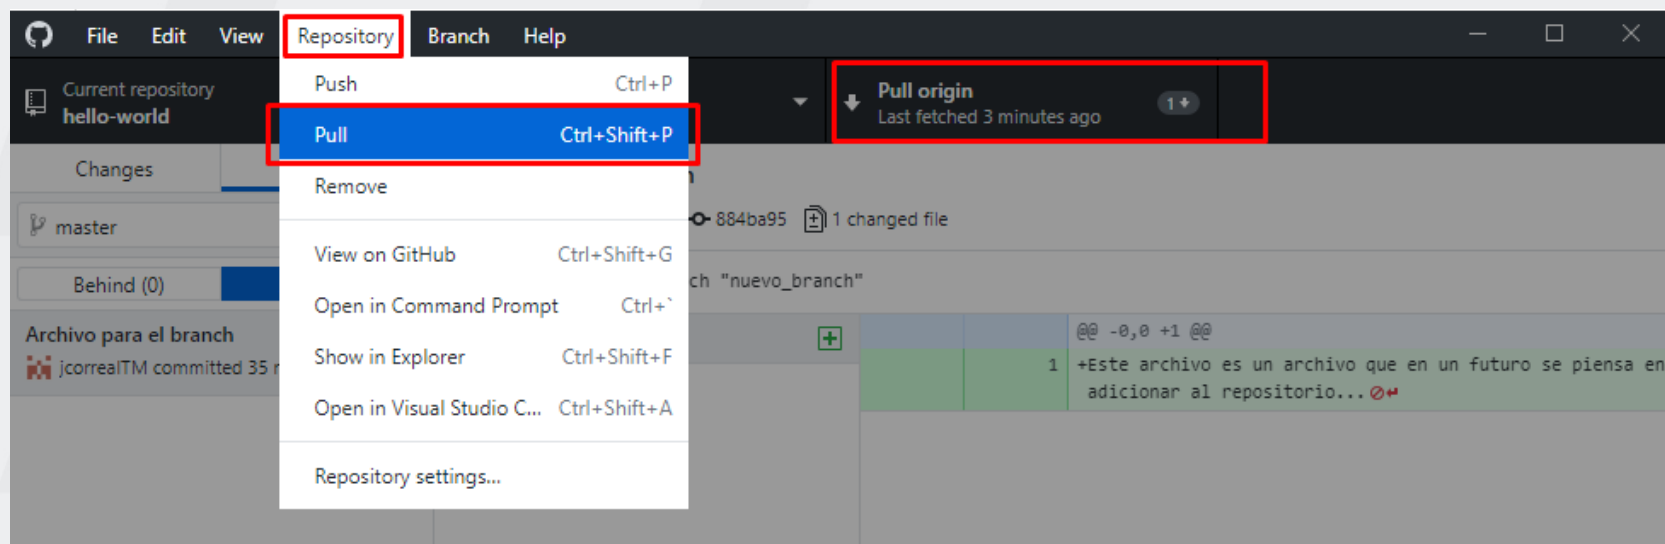 File Edit View Repository Branch Help
Current repository
hello-world
Pull origin
Last fetched 3 minutes ago
1
Push Ctrl+P
Pull Ctrl+Shift+P
Remove
View on GitHub Ctrl+Shift+G
Open in Command Prompt Ctrl+`
Show in Explorer Ctrl+Shift+F
Open in Visual Studio C... Ctrl+Shift+A
Repository settings...
Changes
master
Behind (0)
Archivo para el branch
jcorrealTM committed 35
884ba95 1 changed file
ch "nuevo_branch"
@@ -0,0 +1 @@
1 +Este archivo es un archivo que en un futuro se piensa en
adicionar al repositorio...